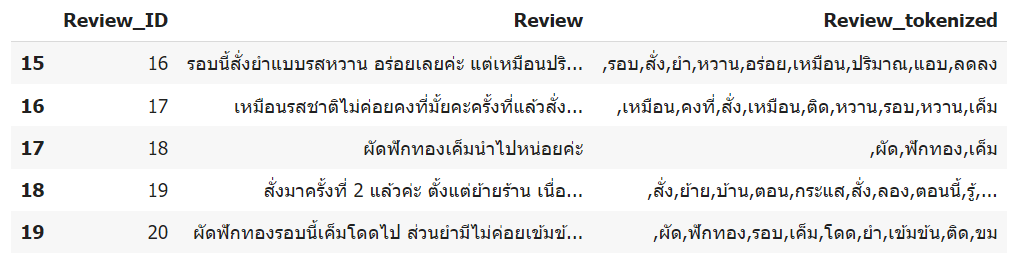 Review_ID Review Review_tokenized
15 16 รอบนี้สั่งยำแบบรสหวาน อร่อยเลยค่ะ แต่เหมือนปริ... ,รอบ,สั่ง,ยำ,หวาน,อร่อย,เหมือน,ปริมาณ,แอบ,ลดลง
16 17 เหมือนรสชาติไม่ค่อยคงที่มั้ยคะครั้งที่แล้วสั่ง... ,เหมือน,คงที่,สั่ง,เหมือน,ติด,หวาน,รอบ,หวาน,เค็ม
17 18 ผัดฟักทองเค็มนำไปหน่อยค่ะ ,ผัด,ฟักทอง,เค็ม
18 19 สั่งมาครั้งที่ 2 แล้วค่ะ ตั้งแต่ย้ายร้าน เนื่อ... ,สั่ง,ย้าย,บ้าน,ตอน,กระแส,สั่ง,ลอง,ตอนนี้,รู้,...
19 20 ผัดฟักทองรอบนี้เค็มโดดไป ส่วนยำมีไม่ค่อยเข้มข้... ,ผัด,ฟักทอง,รอบ,เค็ม,โดด,ยำ,เข้มข้น,ติด,ขม